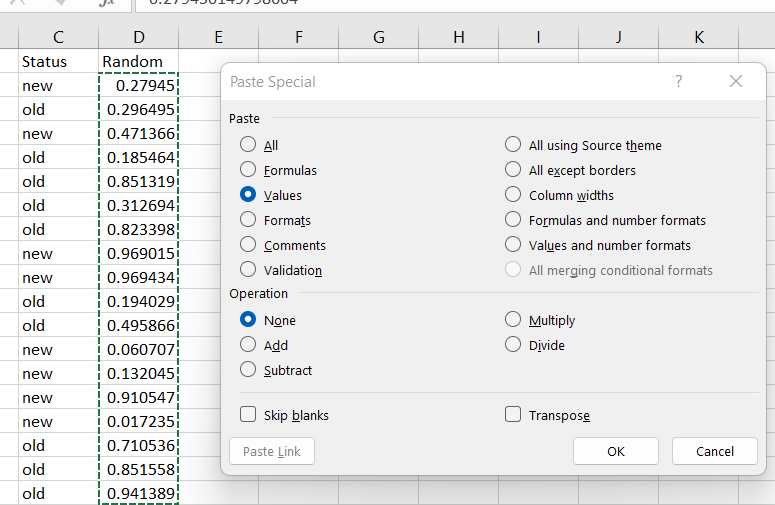 0.279450149798004
C D E F G H I J K
Status Random
new 0.27945
old 0.296495
new 0.471366
old 0.185464
old 0.851319
old 0.312694
old 0.823398
new 0.969015
new 0.969434
old 0.194029
old 0.495866
new 0.060707
new 0.132045
new 0.910547
new 0.017235
old 0.710536
old 0.851558
old 0.941389
Paste Special ? ×
Paste
All All using Source theme
Formulas All except borders
Values Column widths
Formats Formulas and number formats
Comments Values and number formats
Validation All merging conditional formats
Operation
None Multiply
Add Divide
Subtract
Skip blanks Transpose
Paste Link OK Cancel